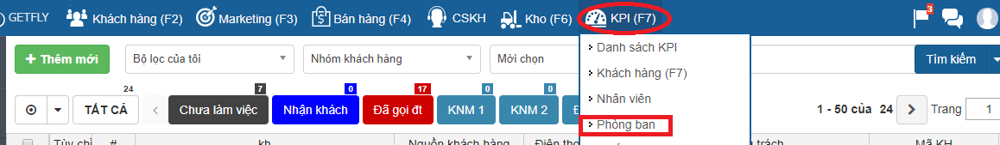 GETFLY Khách hàng (F2) Marketing (F3) Bán hàng (F4) CSKH Kho (F6) KPI (F7) 3
+ Thêm mới Bộ lọc của tôi Nhóm khách hàng Mời chọn Tìm kiếm
Danh sách KPI
Khách hàng (F7)
Nhân viên
Phòng ban
24 7 0 17 0 0
TẤT CẢ Chưa làm việc Nhận khách Đã gọi đt KNM 1 KNM 2 1 - 50 của 24 Trang 1
Tùy chỉ # kh Nguồn khách hàng Điện tho trách Mã KH